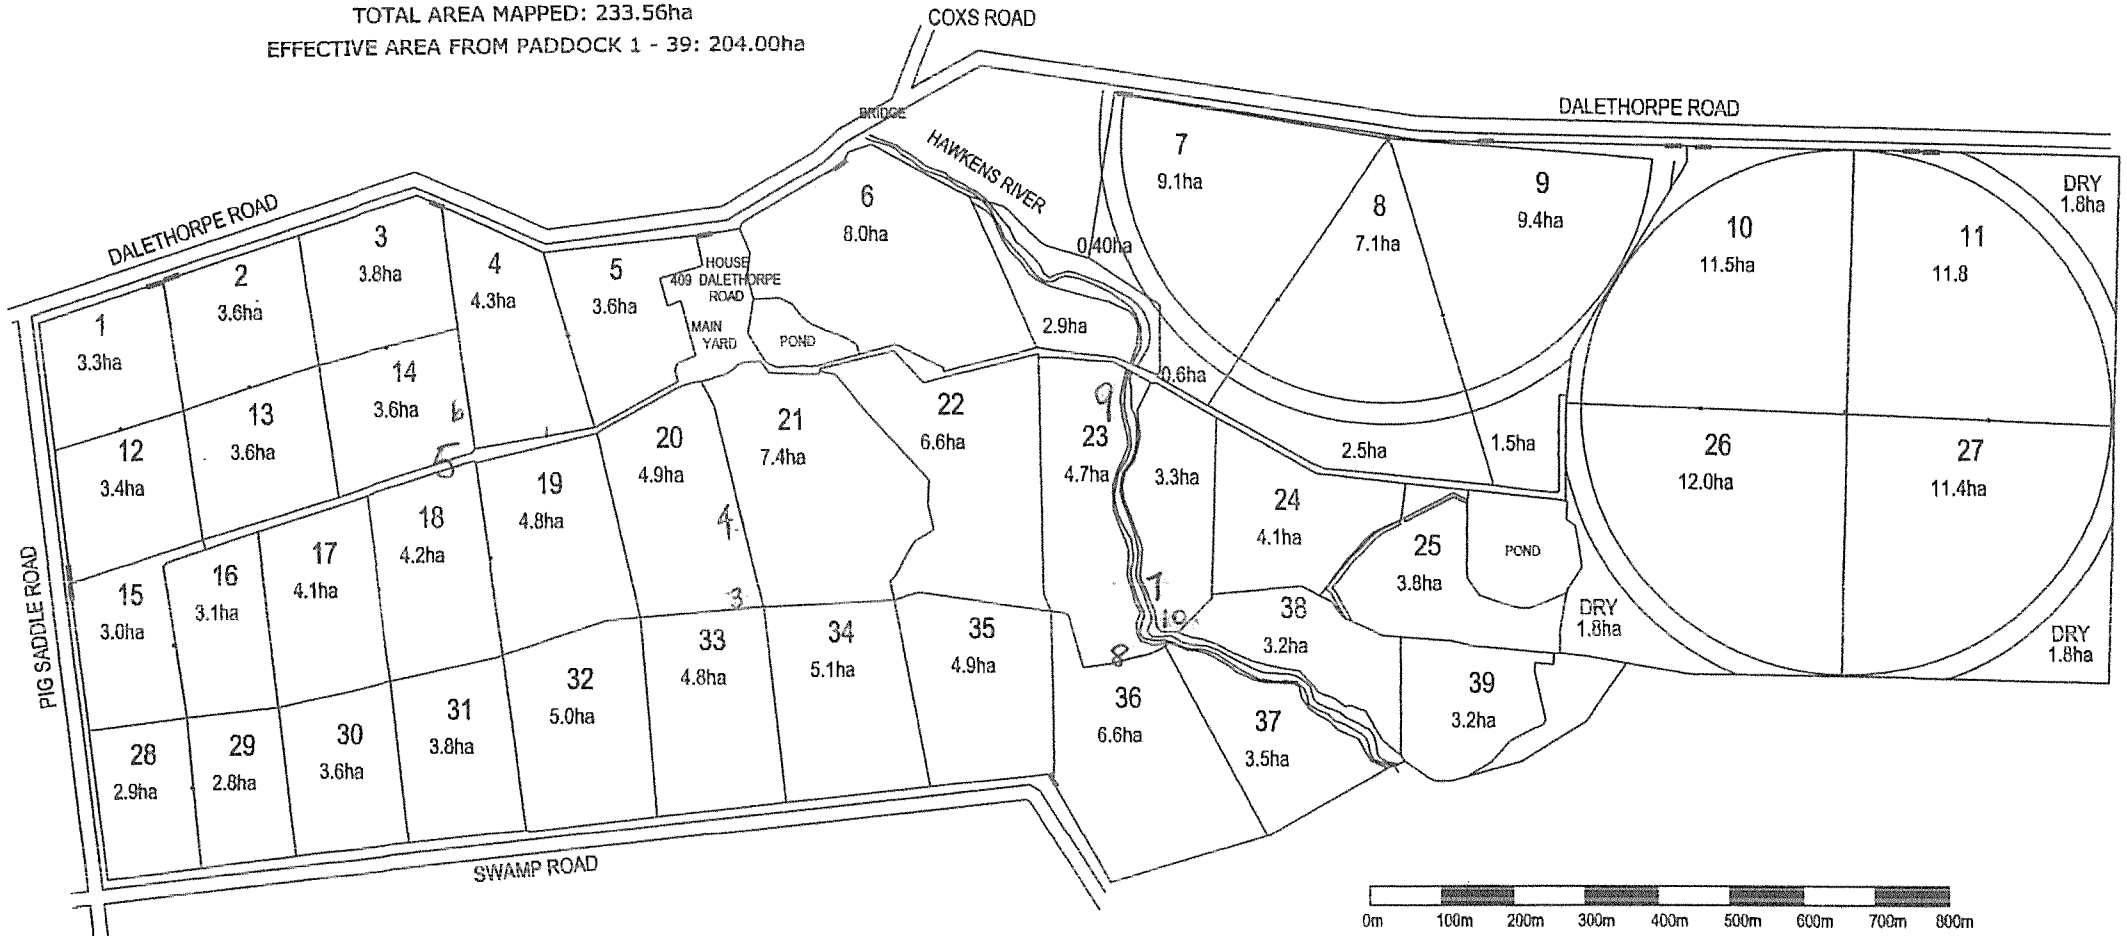 TOTAL AREA MAPPED: 233.56ha
EFFECTIVE AREA FROM PADDOCK 1 - 39: 204.00ha
COXS ROAD
BRIDGE
DALETHORPE ROAD
HAWKENS RIVER
DALETHORPE ROAD
1
3.3ha
2
3.6ha
3
3.8ha
4
4.3ha
5
3.6ha
HOUSE
409 DALETHORPE
ROAD
MAIN
YARD
POND
6
8.0ha
0.40ha
2.9ha
0.6ha
7
9.1ha
8
7.1ha
9
9.4ha
10
11.5ha
11
11.8
DRY
1.8ha
12
3.4ha
13
3.6ha
14
3.6ha
6
5
15
3.0ha
16
3.1ha
17
4.1ha
18
4.2ha
19
4.8ha
20
4.9ha
4
3
21
7.4ha
22
6.6ha
9
23
4.7ha
3.3ha
7
10
8
24
4.1ha
2.5ha
1.5ha
25
3.8ha
POND
DRY
1.8ha
26
12.0ha
27
11.4ha
DRY
1.8ha
PIG SADDLE ROAD
28
2.9ha
29
2.8ha
30
3.6ha
31
3.8ha
32
5.0ha
33
4.8ha
34
5.1ha
35
4.9ha
36
6.6ha
37
3.5ha
38
3.2ha
39
3.2ha
SWAMP ROAD
0m 100m 200m 300m 400m 500m 600m 700m 800m